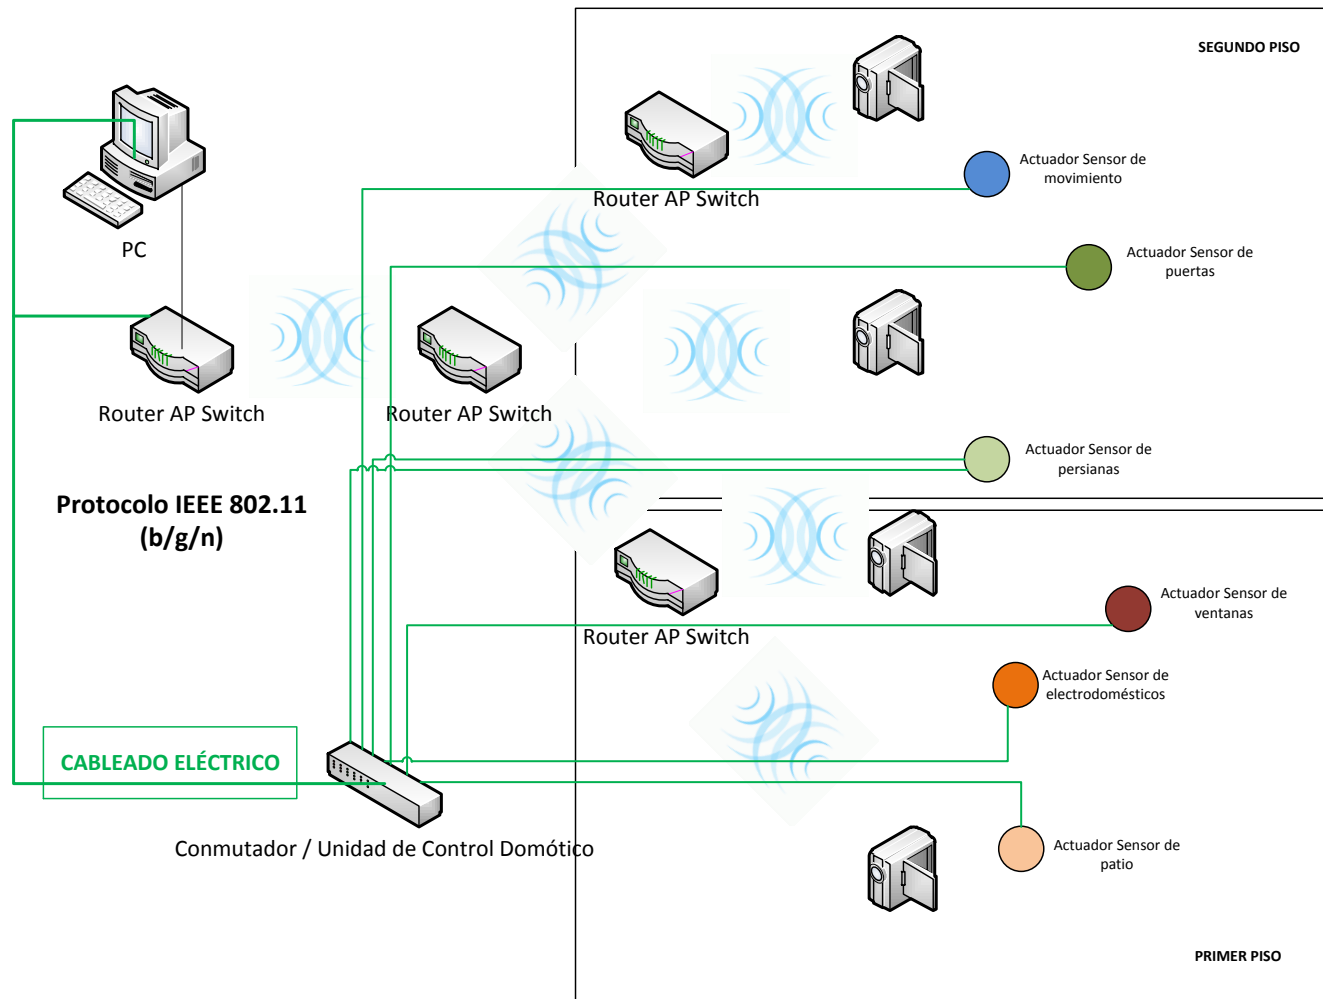 SEGUNDO PISO
Actuador Sensor de
movimiento
Router AP Switch
PC
Actuador Sensor de
puertas
Router AP Switch
Router AP Switch
Actuador Sensor de
persianas
Protocolo IEEE 802.11
(b/g/n)
Actuador Sensor de
ventanas
Router AP Switch
Actuador Sensor de
electrodomésticos
CABLEADO ELÉCTRICO
Conmutador / Unidad de Control Domótico
Actuador Sensor de
patio
PRIMER PISO